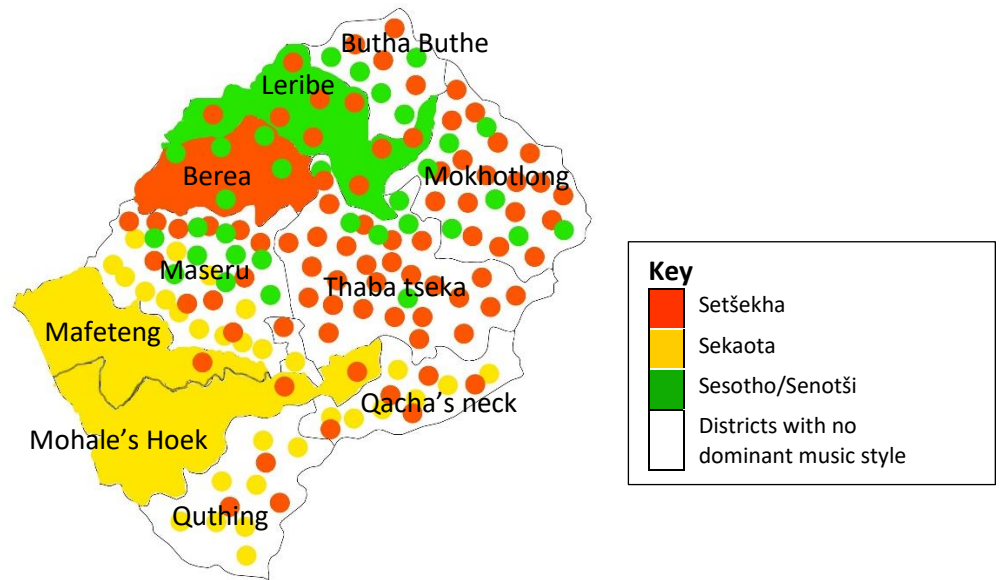 Butha Buthe
Leribe
Berea
Mokhotlong
Maseru
Thaba tseka
Mafeteng
Qacha's neck
Mohale's Hoek
Quthing
Key
Setšekha
Sekaota
Sesotho/Senotši
Districts with no
dominant music style